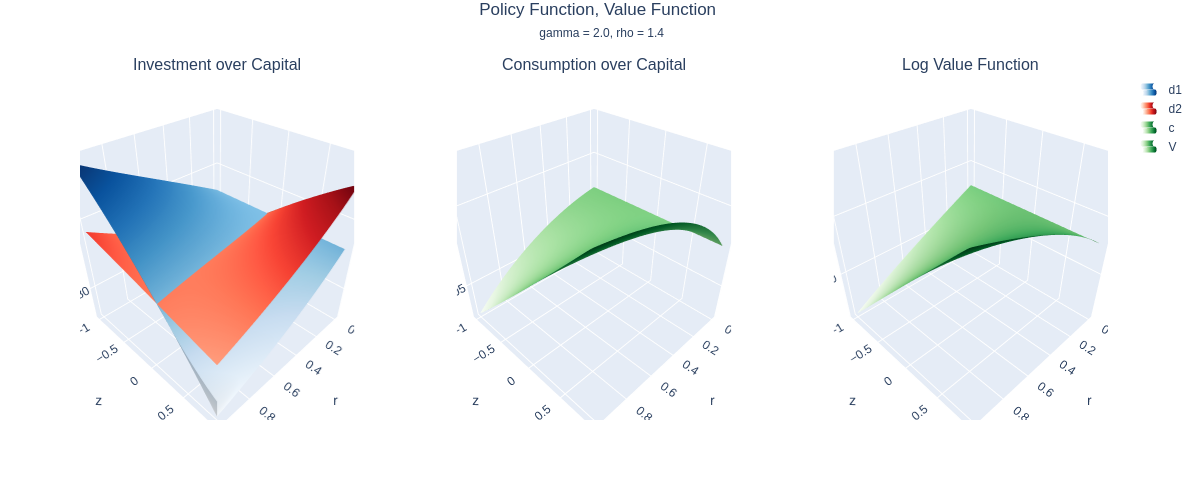 Policy Function, Value Function
gamma = 2.0, rho = 1.4
Investment over Capital
Consumption over Capital
Log Value Function
d1
d2
c
V
−1
−0.5
0
0.5
z
0
0.2
0.4
0.6
0.8
r
−1
−0.5
0
0.5
z
0
0.2
0.4
0.6
0.8
r
−1
−0.5
0
0.5
z
0
0.2
0.4
0.6
0.8
r